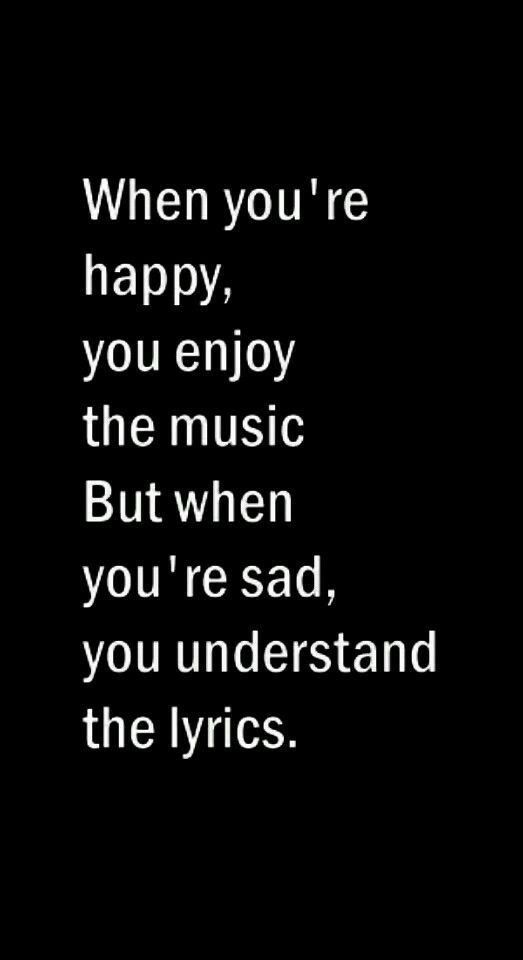 When you're
happy,
you enjoy
the music
But when
you're sad,
you understand
the lyrics.